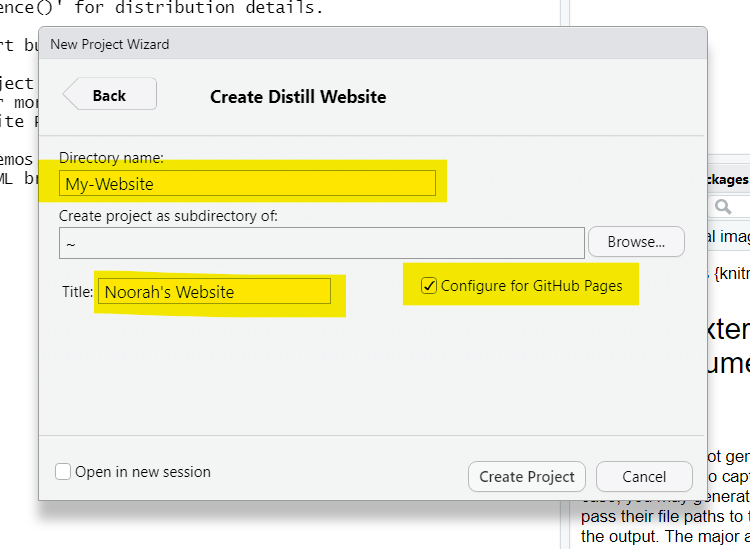 ence()' for distribution details.
New Project Wizard
Back
Create Distill Website
Directory name:
My-Website
Create project as subdirectory of:
~
Browse...
Title: Noorah's Website
Configure for GitHub Pages
Open in new session
Create Project
Cancel
rt bu
ject
r mor
ite P
emos
ML br
ckages
al imag
s {knitr
xter
ume
ot gen
o capt
case, you may generat
pass their file paths to t
the output. The major a